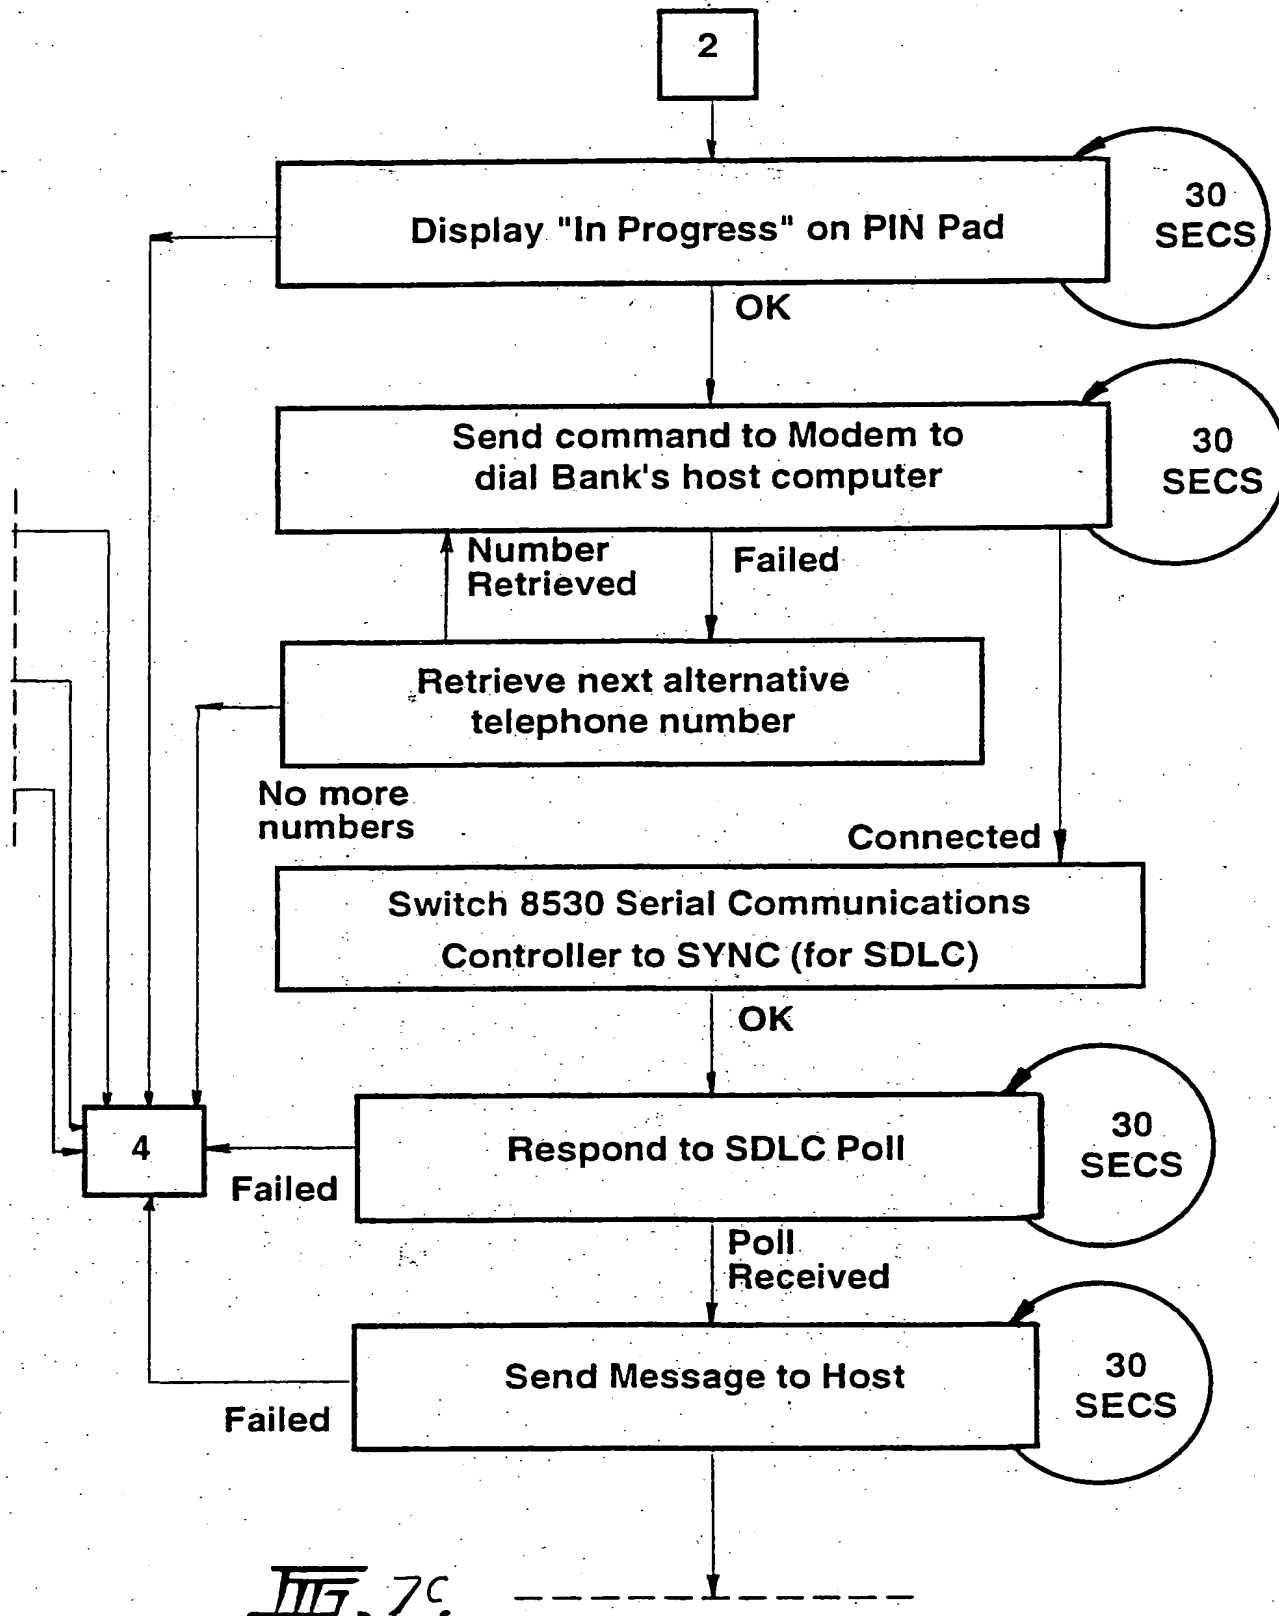 2
Display "In Progress" on PIN Pad
30
SECS
OK
Send command to Modem to
dial Bank's host computer
30
SECS
Number
Retrieved
Failed
Retrieve next alternative
telephone number
No more
numbers
Connected
Switch 8530 Serial Communications
Controller to SYNC (for SDLC)
OK
4
Respond to SDLC Poll
30
SECS
Failed
Poll
Received
Send Message to Host
30
SECS
Failed
FIG. 7c.